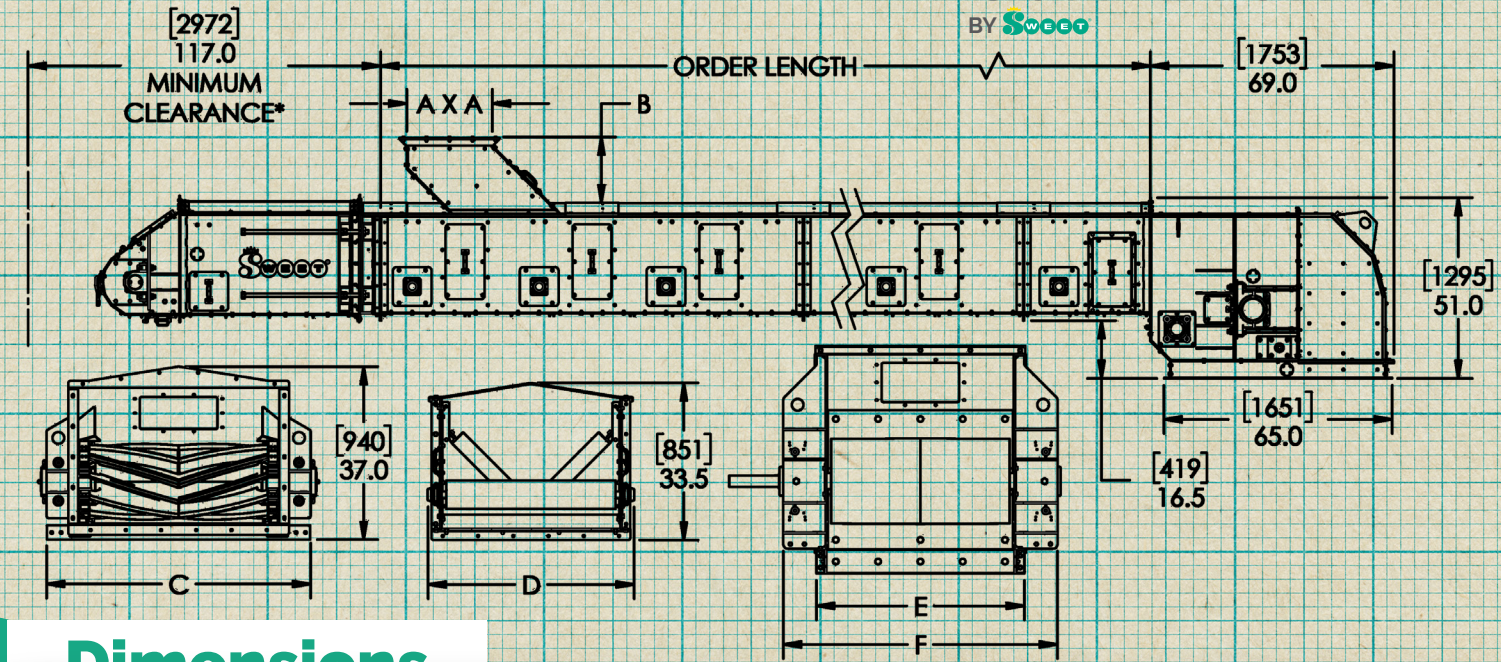 BY SWEET
[2972]
117.0
MINIMUM
CLEARANCE*
ORDER LENGTH
[1753]
69.0
A X A
B
SWEET
[1295]
51.0
[940]
37.0
[851]
33.5
[1651]
65.0
[419]
16.5
C
D
E
F
Dimensions